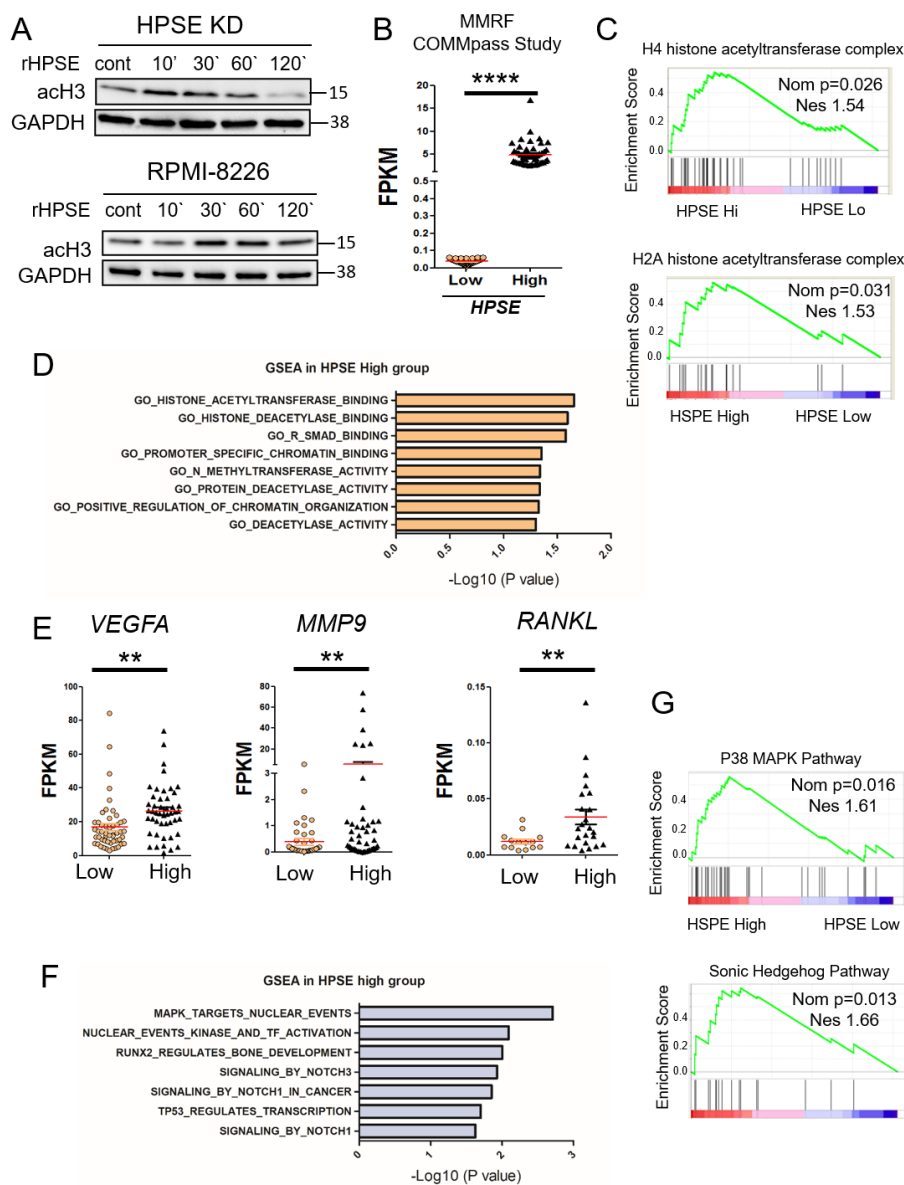 A
HPSE KD
rHPSE cont 10' 30` 60` 120`
acH3 15
GAPDH 38
RPMI-8226
rHPSE cont 10` 30` 60` 120`
acH3 15
GAPDH 38
B
MMRF
COMMpass Study
****
FPKM
20
15
10
5
0.5
0.1
0.0
Low High
HPSE
C
H4 histone acetyltransferase complex
Nom p=0.026
Nes 1.54
Enrichment Score
0.4
0.2
0.0
HPSE Hi HPSE Lo
H2A histone acetyltransferase complex
Nom p=0.031
Nes 1.53
Enrichment Score
0.4
0.2
0.0
HSPE High HPSE Low
D
GSEA in HPSE High group
GO_HISTONE_ACETYLTRANSFERASE_BINDING
GO_HISTONE_DEACETYLASE_BINDING
GO_R_SMAD_BINDING
GO_PROMOTER_SPECIFIC_CHROMATIN_BINDING
GO_N_METHYLTRANSFERASE_ACTIVITY
GO_PROTEIN_DEACETYLASE_ACTIVITY
GO_POSITIVE_REGULATION_OF_CHROMATIN_ORGANIZATION
GO_DEACETYLASE_ACTIVITY
0.0 0.5 1.0 1.5 2.0
-Log10 (P value)
E
VEGFA
**
FPKM
100
80
60
40
20
0
Low High
MMP9
**
FPKM
80
60
40
20
3
2
1
0
Low High
RANKL
**
FPKM
0.15
0.10
0.05
0.00
Low High
F
GSEA in HPSE high group
MAPK_TARGETS_NUCLEAR_EVENTS
NUCLEAR_EVENTS_KINASE_AND_TF_ACTIVATION
RUNX2_REGULATES_BONE_DEVELOPMENT
SIGNALING_BY_NOTCH3
SIGNALING_BY_NOTCH1_IN_CANCER
TP53_REGULATES_TRANSCRIPTION
SIGNALING_BY_NOTCH1
0 1 2 3
-Log10 (P value)
G
P38 MAPK Pathway
Nom p=0.016
Nes 1.61
Enrichment Score
0.4
0.2
0.0
HSPE High HPSE Low
Sonic Hedgehog Pathway
Nom p=0.013
Nes 1.66
Enrichment Score
0.4
0.2
0.0